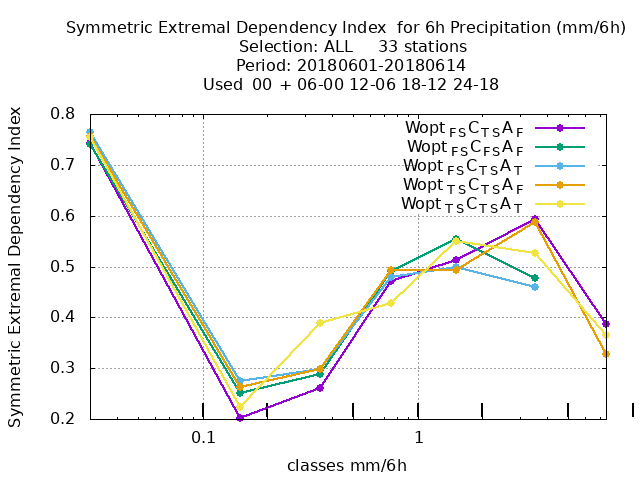 Symmetric Extremal Dependency Index  for 6h Precipitation (mm/6h)
Selection: ALL     33 stations
Period: 20180601-20180614
Used  00  + 06-00 12-06 18-12 24-18
Symmetric Extremal Dependency Index
0.8
0.7
0.6
0.5
0.4
0.3
0.2
Wopt FS C TS A F
Wopt FS C FS A F
Wopt FS C TS A T
Wopt TS C TS A F
Wopt TS C TS A T
0.1
1
classes mm/6h